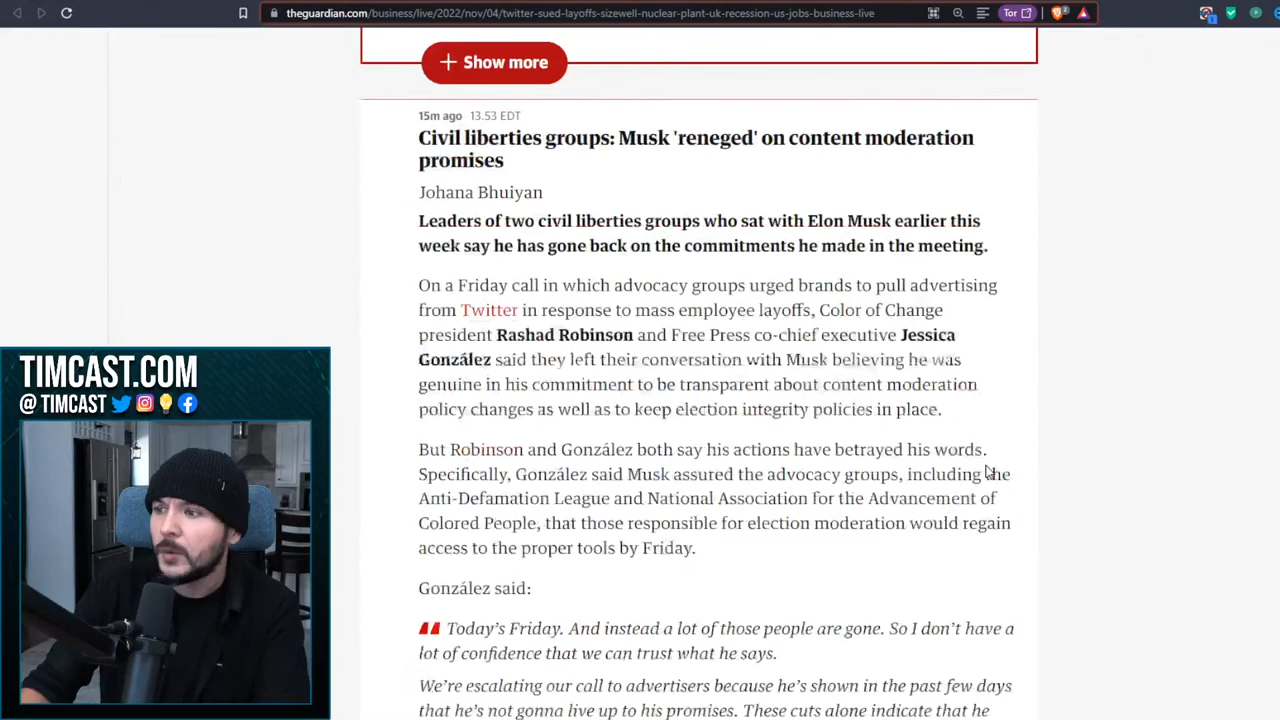 theguardian.com/business/live/2022/nov/04/twitter-sued-layoffs-sizewell-nuclear-plant-uk-recession-us-jobs-business-live
Tor
+ Show more
15m ago 13.53 EDT
Civil liberties groups: Musk 'reneged' on content moderation
promises
Johana Bhuiyan
Leaders of two civil liberties groups who sat with Elon Musk earlier this
week say he has gone back on the commitments he made in the meeting.
On a Friday call in which advocacy groups urged brands to pull advertising
from Twitter in response to mass employee layoffs, Color of Change
president Rashad Robinson and Free Press co-chief executive Jessica
González said they left their conversation with Musk believing he was
genuine in his commitment to be transparent about content moderation
policy changes as well as to keep election integrity policies in place.
But Robinson and González both say his actions have betrayed his words.
Specifically, González said Musk assured the advocacy groups, including the
Anti-Defamation League and National Association for the Advancement of
Colored People, that those responsible for election moderation would regain
access to the proper tools by Friday.
González said:
Today's Friday. And instead a lot of those people are gone. So I don't have a
lot of confidence that we can trust what he says.
We're escalating our call to advertisers because he's shown in the past few days
that he's not gonna live up to his promises. These cuts alone indicate that he
TIMCAST.COM
@ TIMCAST